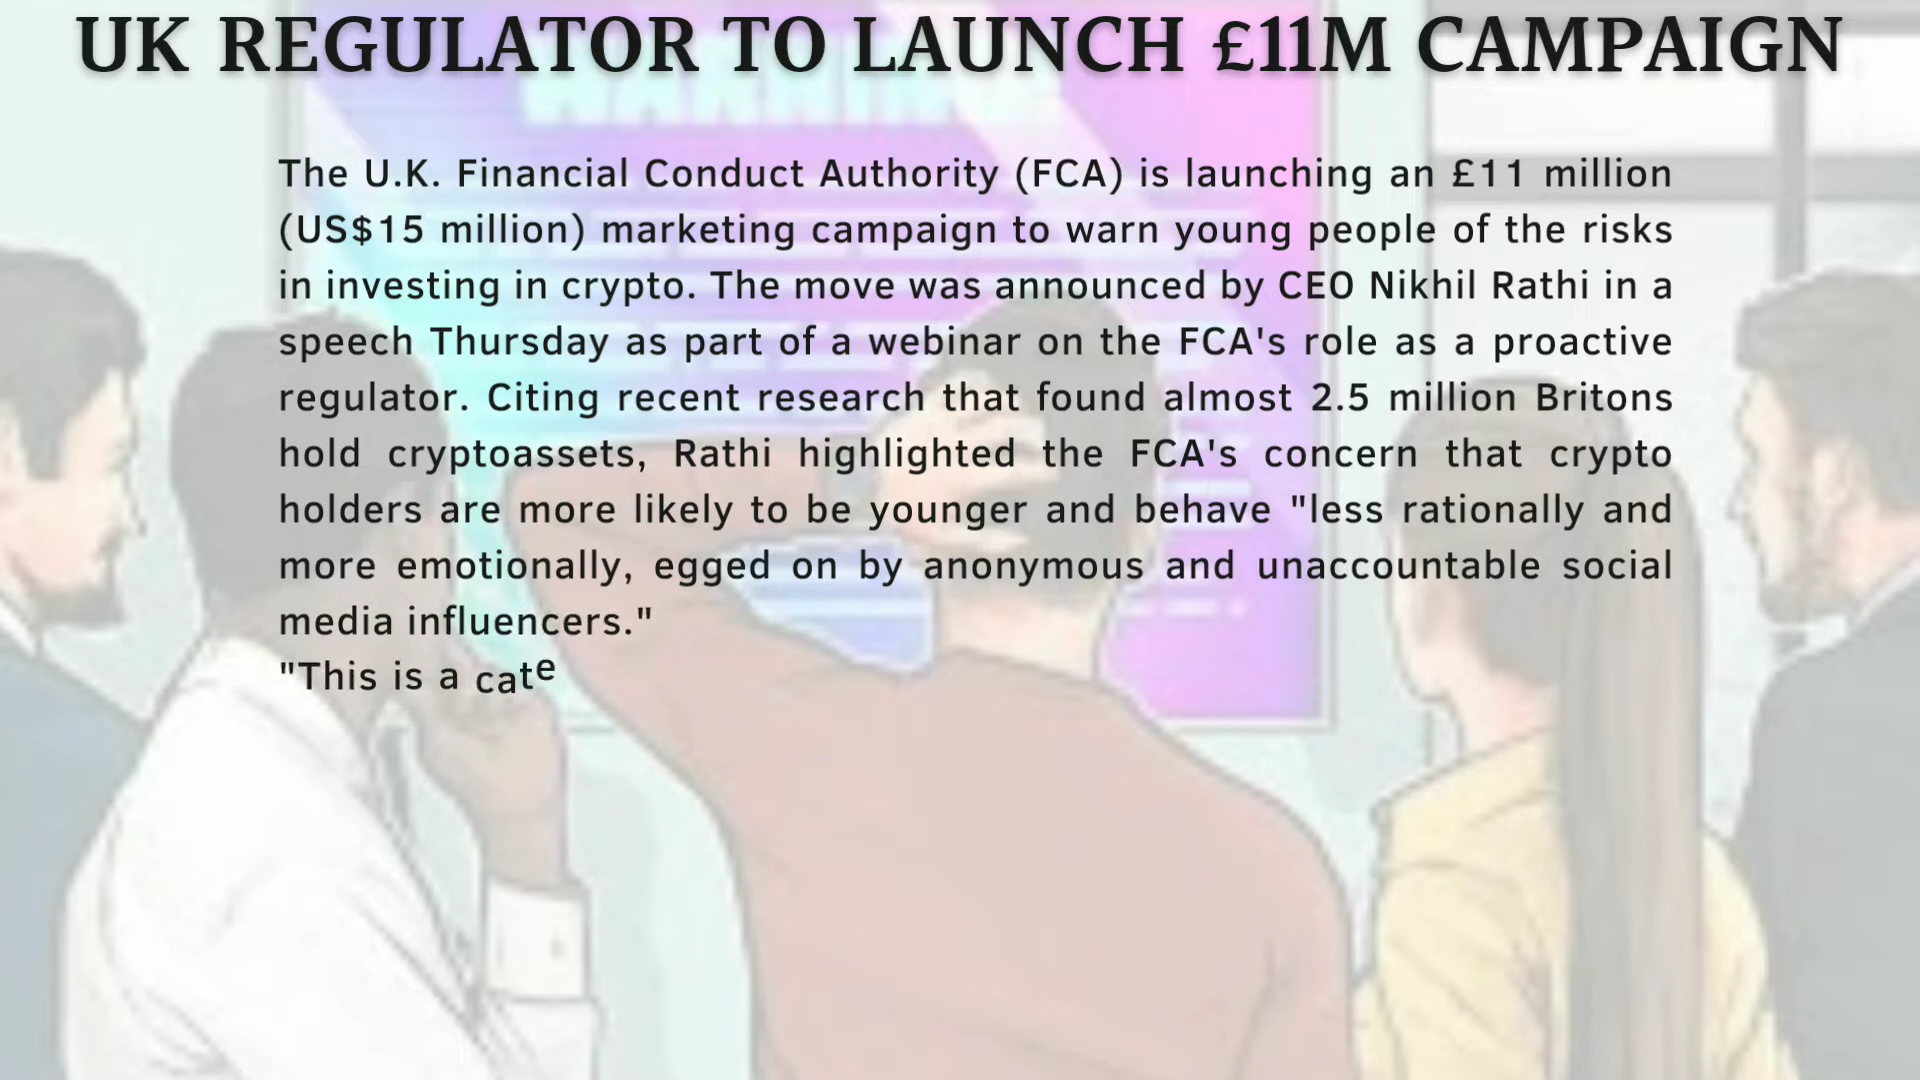 UK REGULATOR TO LAUNCH £11M CAMPAIGN
WARNING
The U.K. Financial Conduct Authority (FCA) is launching an £11 million
(US$15 million) marketing campaign to warn young people of the risks
in investing in crypto. The move was announced by CEO Nikhil Rathi in a
speech Thursday as part of a webinar on the FCA's role as a proactive
regulator. Citing recent research that found almost 2.5 million Britons
hold cryptoassets, Rathi highlighted the FCA's concern that crypto
holders are more likely to be younger and behave "less rationally and
more emotionally, egged on by anonymous and unaccountable social
media influencers."
"This is a cate